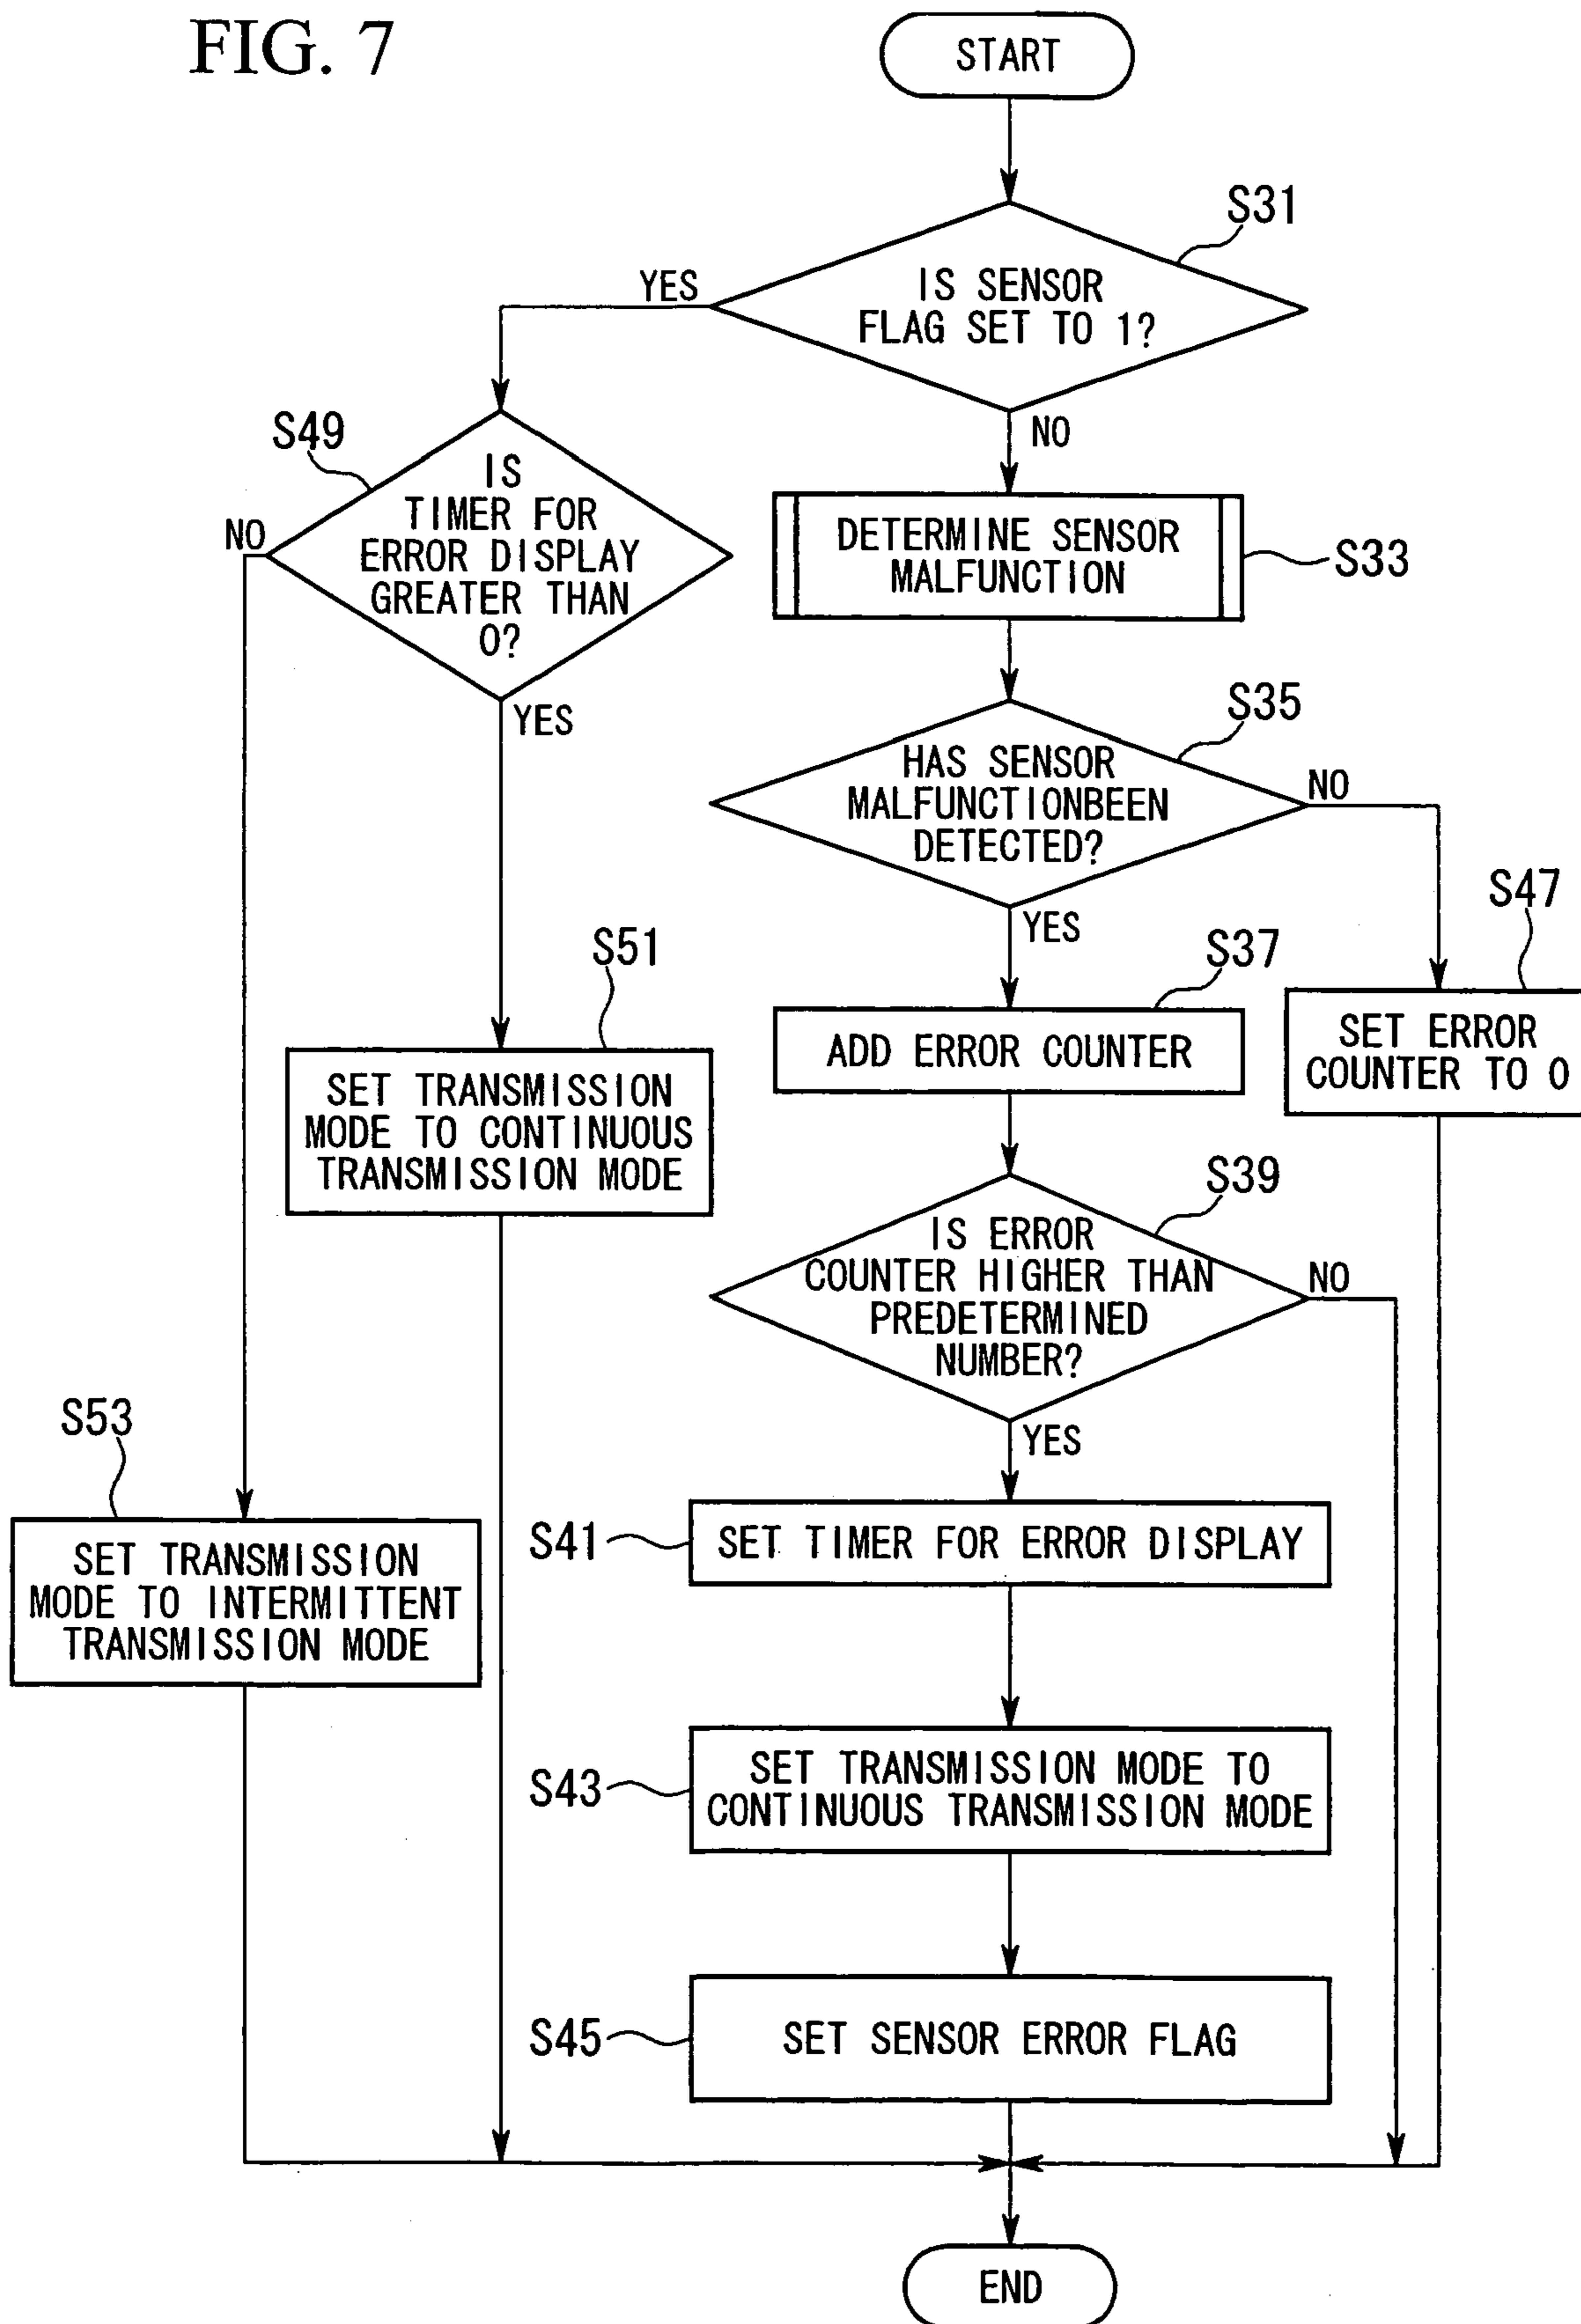 FIG. 7
START
S31
YES
IS SENSOR
FLAG SET TO 1?
NO
S49
IS
TIMER FOR
ERROR DISPLAY
GREATER THAN
0?
NO
YES
DETERMINE SENSOR
MALFUNCTION
S33
S35
HAS SENSOR
MALFUNCTIONBEEN
DETECTED?
NO
YES
S47
SET ERROR
COUNTER TO 0
S37
ADD ERROR COUNTER
S51
SET TRANSMISSION
MODE TO CONTINUOUS
TRANSMISSION MODE
S39
IS ERROR
COUNTER HIGHER THAN
PREDETERMINED
NUMBER?
NO
YES
S53
SET TRANSMISSION
MODE TO INTERMITTENT
TRANSMISSION MODE
S41
SET TIMER FOR ERROR DISPLAY
S43
SET TRANSMISSION MODE TO
CONTINUOUS TRANSMISSION MODE
S45
SET SENSOR ERROR FLAG
END